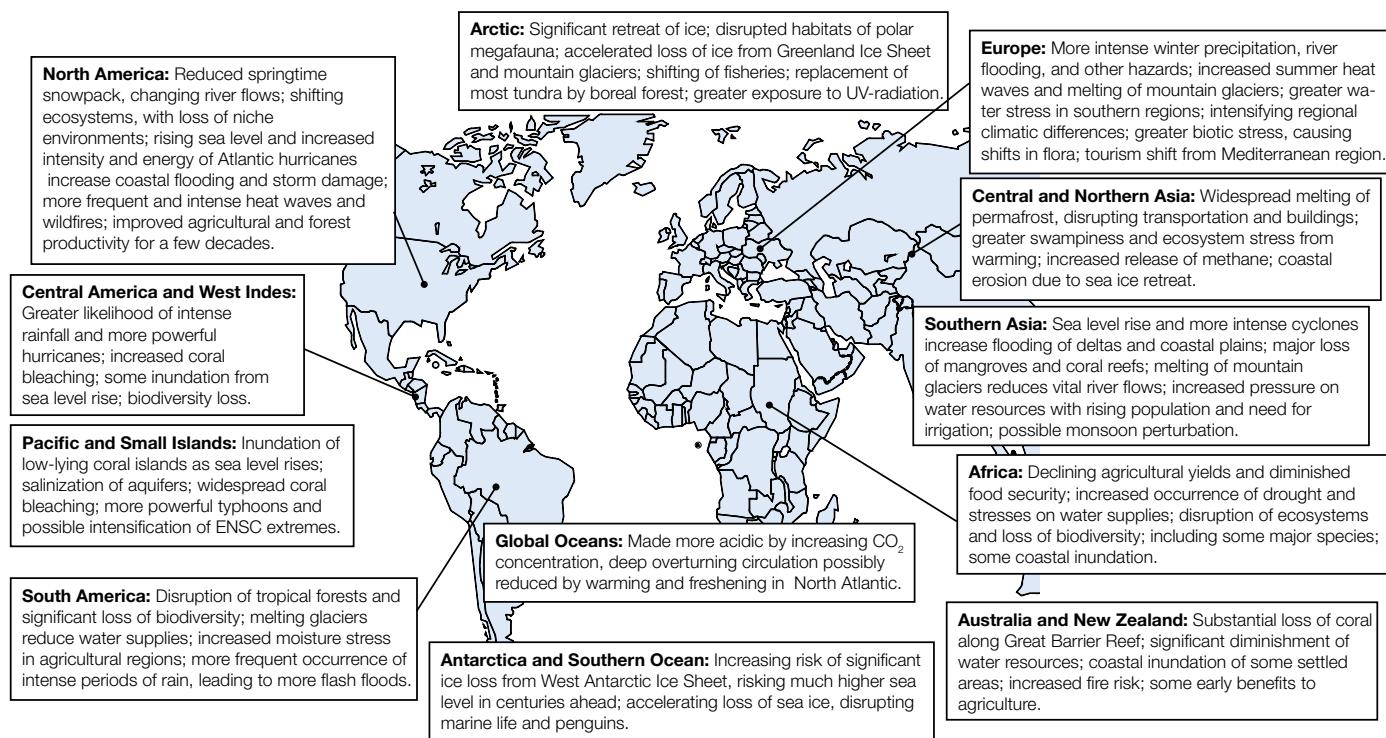 Arctic: Significant retreat of ice; disrupted habitats of polar
megafauna; accelerated loss of ice from Greenland Ice Sheet
and mountain glaciers; shifting of fisheries; replacement of
most tundra by boreal forest; greater exposure to UV-radiation.
Europe: More intense winter precipitation, river
flooding, and other hazards; increased summer heat
waves and melting of mountain glaciers; greater wa-
ter stress in southern regions; intensifying regional
climatic differences; greater biotic stress, causing
shifts in flora; tourism shift from Mediterranean region.
North America: Reduced springtime
snowpack, changing river flows; shifting
ecosystems, with loss of niche
environments; rising sea level and increased
intensity and energy of Atlantic hurricanes
increase coastal flooding and storm damage;
more frequent and intense heat waves and
wildfires; improved agricultural and forest
productivity for a few decades.
Central and Northern Asia: Widespread melting of
permafrost, disrupting transportation and buildings;
greater swampiness and ecosystem stress from
warming; increased release of methane; coastal
erosion due to sea ice retreat.
Central America and West Indes:
Greater likelihood of intense
rainfall and more powerful
hurricanes; increased coral
bleaching; some inundation from
sea level rise; biodiversity loss.
Southern Asia: Sea level rise and more intense cyclones
increase flooding of deltas and coastal plains; major loss
of mangroves and coral reefs; melting of mountain
glaciers reduces vital river flows; increased pressure on
water resources with rising population and need for
irrigation; possible monsoon perturbation.
Pacific and Small Islands: Inundation of
low-lying coral islands as sea level rises;
salinization of aquifers; widespread coral
bleaching; more powerful typhoons and
possible intensification of ENSC extremes.
Africa: Declining agricultural yields and diminished
food security; increased occurrence of drought and
stresses on water supplies; disruption of ecosystems
and loss of biodiversity; including some major species;
some coastal inundation.
Global Oceans: Made more acidic by increasing CO₂
concentration, deep overturning circulation possibly
reduced by warming and freshening in North Atlantic.
South America: Disruption of tropical forests and
significant loss of biodiversity; melting glaciers
reduce water supplies; increased moisture stress
in agricultural regions; more frequent occurrence of
intense periods of rain, leading to more flash floods.
Australia and New Zealand: Substantial loss of coral
along Great Barrier Reef; significant diminishment of
water resources; coastal inundation of some settled
areas; increased fire risk; some early benefits to
agriculture.
Antarctica and Southern Ocean: Increasing risk of significant
ice loss from West Antarctic Ice Sheet, risking much higher sea
level in centuries ahead; accelerating loss of sea ice, disrupting
marine life and penguins.